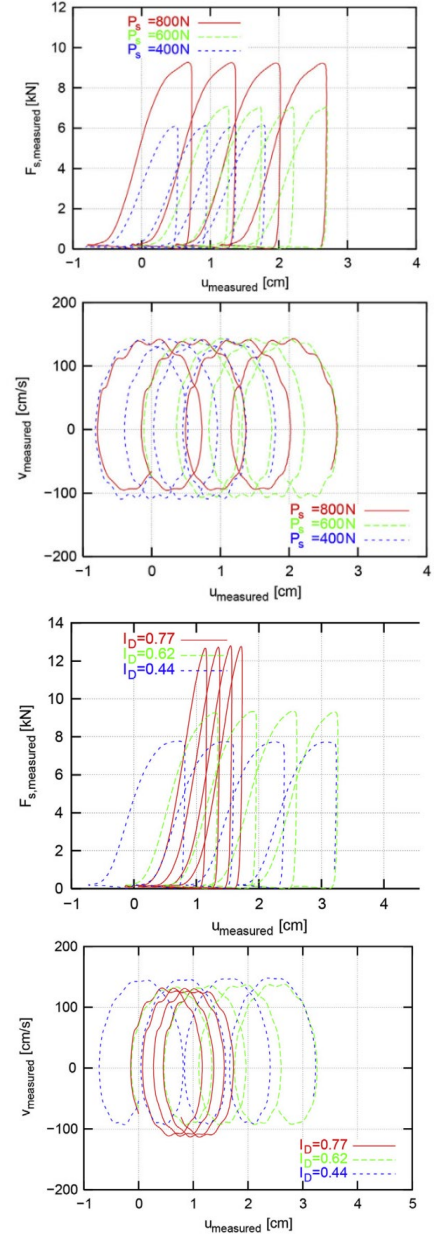 P_s =800N
P_s =600N
P_s =400N
12
10
8
6
4
2
0
F_s,measured [kN]
−1 0 1 2 3 4
u_measured [cm]
200
100
0
−100
−200
v_measured [cm/s]
P_s =800N
P_s =600N
P_s =400N
−1 0 1 2 3 4
u_measured [cm]
14
12
10
8
6
4
2
0
F_s,measured [kN]
I_D=0.77
I_D=0.62
I_D=0.44
−1 0 1 2 3 4
u_measured [cm]
200
100
0
−100
−200
v_measured [cm/s]
I_D=0.77
I_D=0.62
I_D=0.44
−1 0 1 2 3 4 5
u_measured [cm]